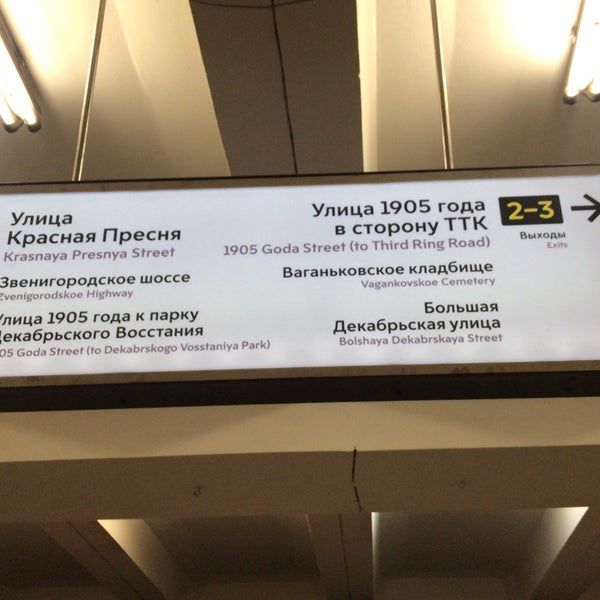 Улица
Красная Пресня
Krasnaya Presnya Street
Звенигородское шоссе
Zvenigorodskoe Highway
Улица 1905 года к парку
Декабрьского Восстания
05 Goda Street (to Dekabrskogo Vosstaniya Park)
Улица 1905 года
в сторону ТТК
1905 Goda Street (to Third Ring Road)
Ваганьковское кладбище
Vagankovskoe Cemetery
Большая
Декабрьская улица
Bolshaya Dekabrskaya Street
2–3
Выходы
Exits